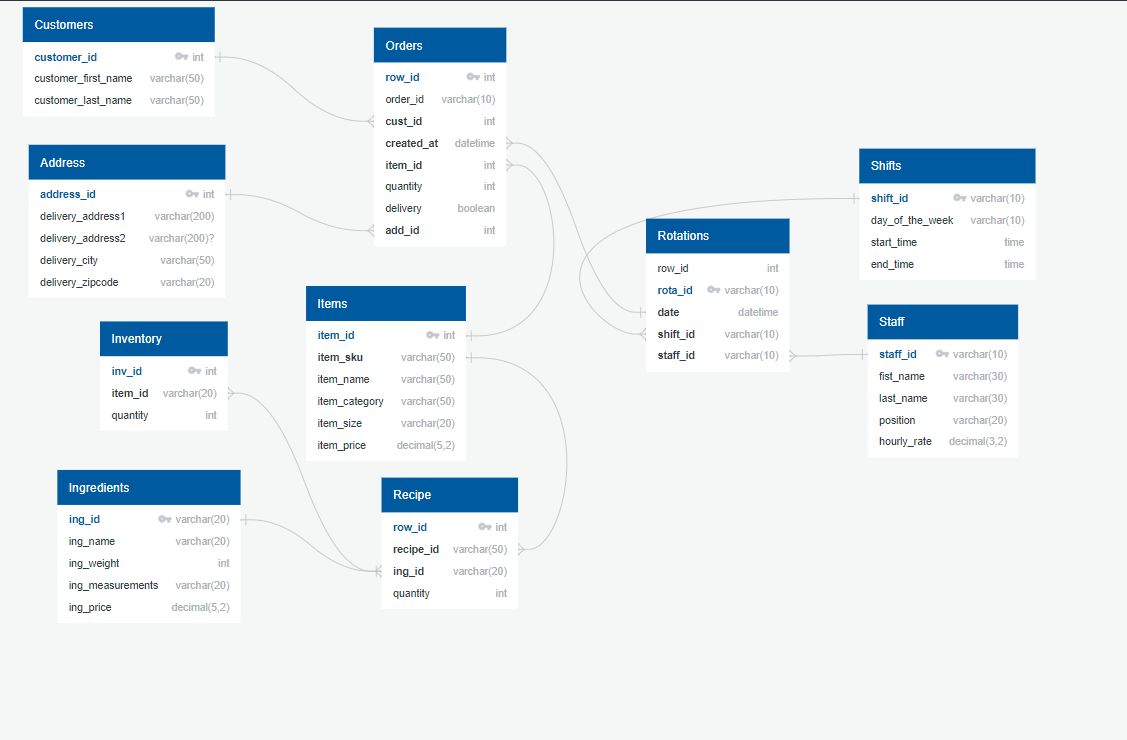 Customers
customer_id int
customer_first_name varchar(50)
customer_last_name varchar(50)
Address
address_id int
delivery_address1 varchar(200)
delivery_address2 varchar(200)?
delivery_city varchar(50)
delivery_zipcode varchar(20)
Inventory
inv_id int
item_id varchar(20)
quantity int
Ingredients
ing_id varchar(20)
ing_name varchar(20)
ing_weight int
ing_measurements varchar(20)
ing_price decimal(5,2)
Orders
row_id int
order_id varchar(10)
cust_id int
created_at datetime
item_id int
quantity int
delivery boolean
add_id int
Items
item_id int
item_sku varchar(50)
item_name varchar(50)
item_category varchar(50)
item_size varchar(20)
item_price decimal(5,2)
Recipe
row_id int
recipe_id varchar(50)
ing_id varchar(20)
quantity int
Rotations
row_id int
rota_id varchar(10)
date datetime
shift_id varchar(10)
staff_id varchar(10)
Shifts
shift_id varchar(10)
day_of_the_week varchar(10)
start_time time
end_time time
Staff
staff_id varchar(10)
fist_name varchar(30)
last_name varchar(30)
position varchar(20)
hourly_rate decimal(3,2)